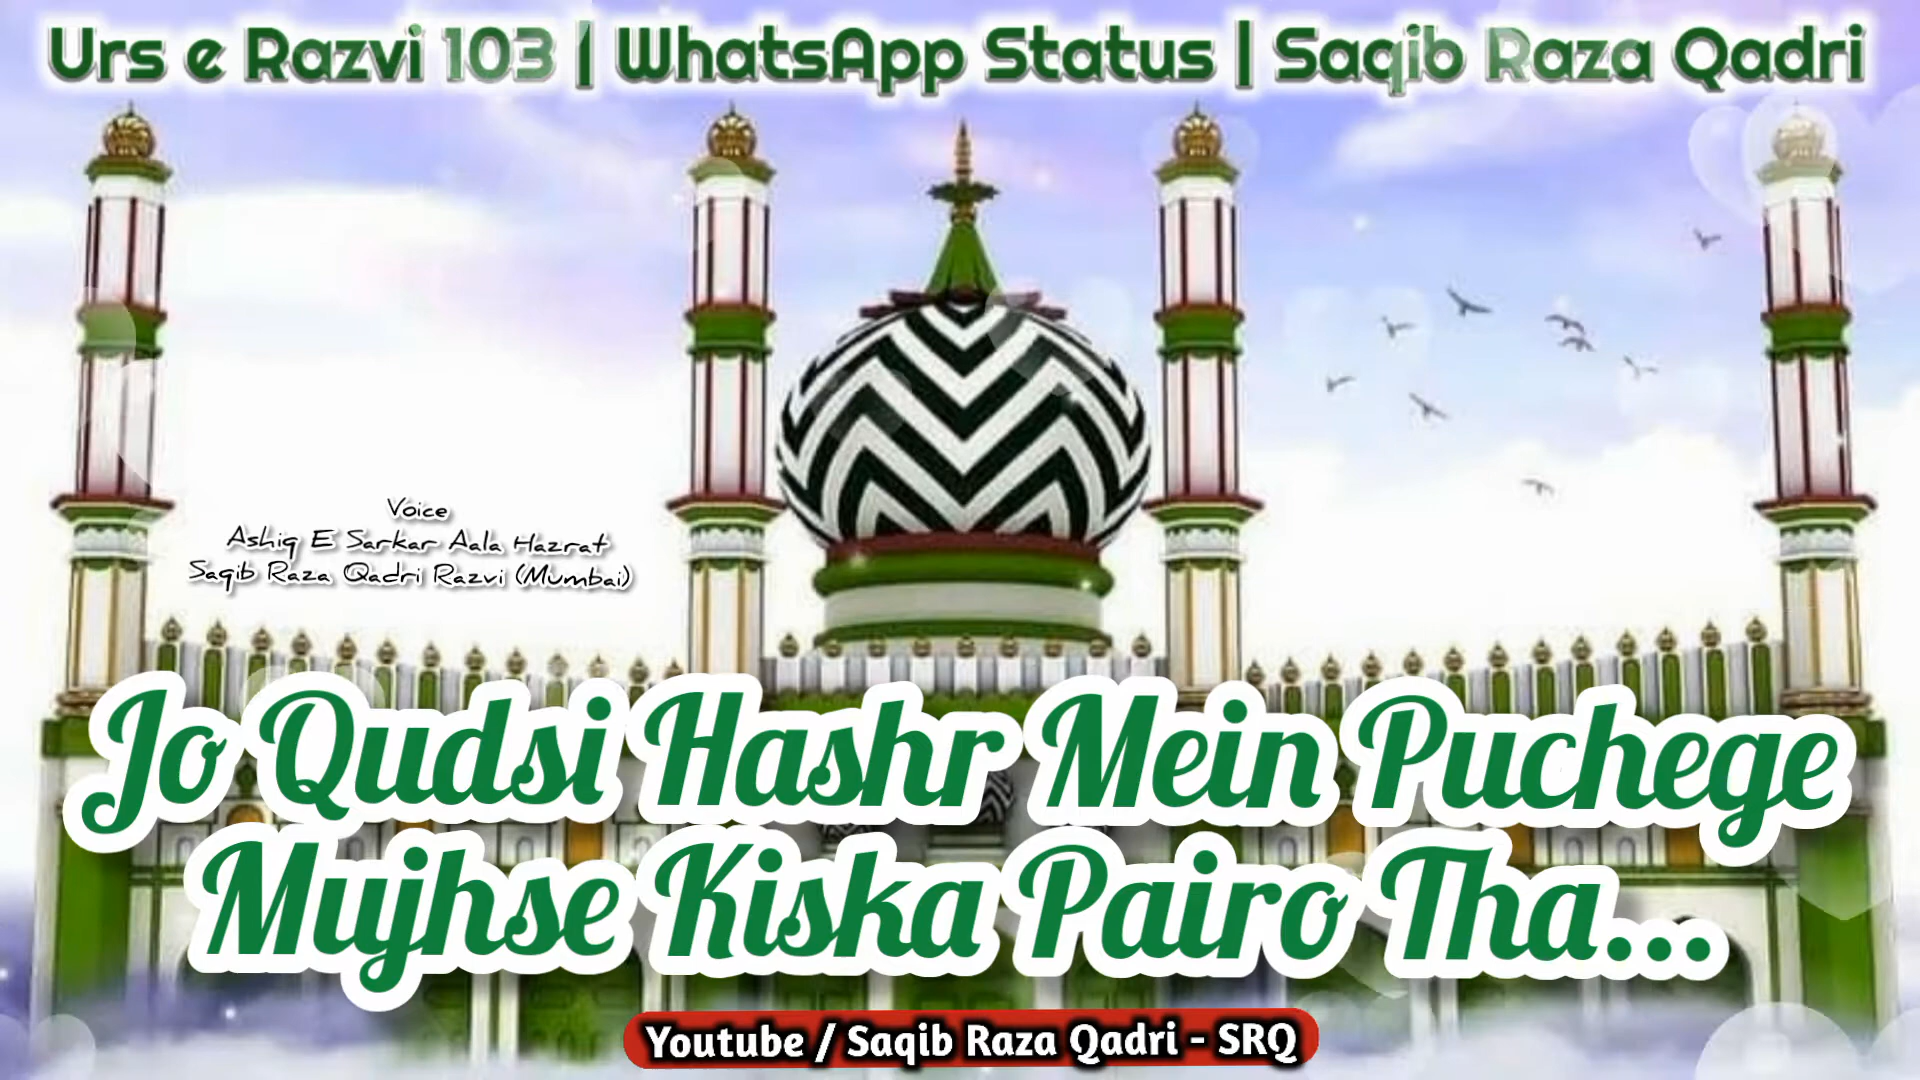 Urs e Razvi 103 | WhatsApp Status | Saqib Raza Qadri
Voice
Ashiq E Sarkar Aala Hazrat
Saqib Raza Qadri Razvi (Mumbai)
Jo Qudsi Hashr Mein Puchege
Mujhse Kiska Pairo Tha...
Youtube / Saqib Raza Qadri - SRQ